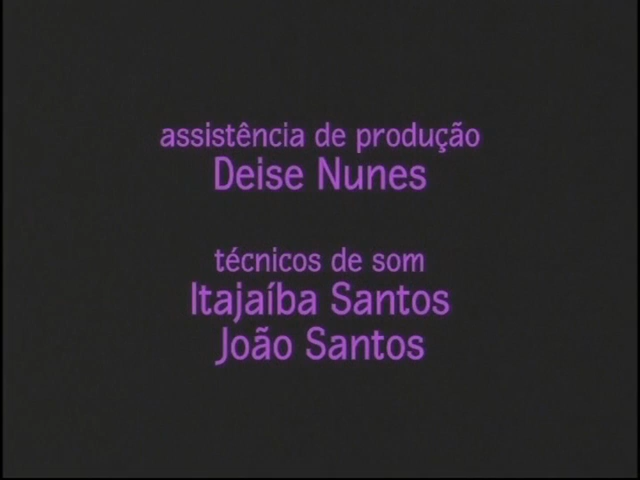 assistência de produção
Deise Nunes
técnicos de som
Itajaíba Santos
João Santos